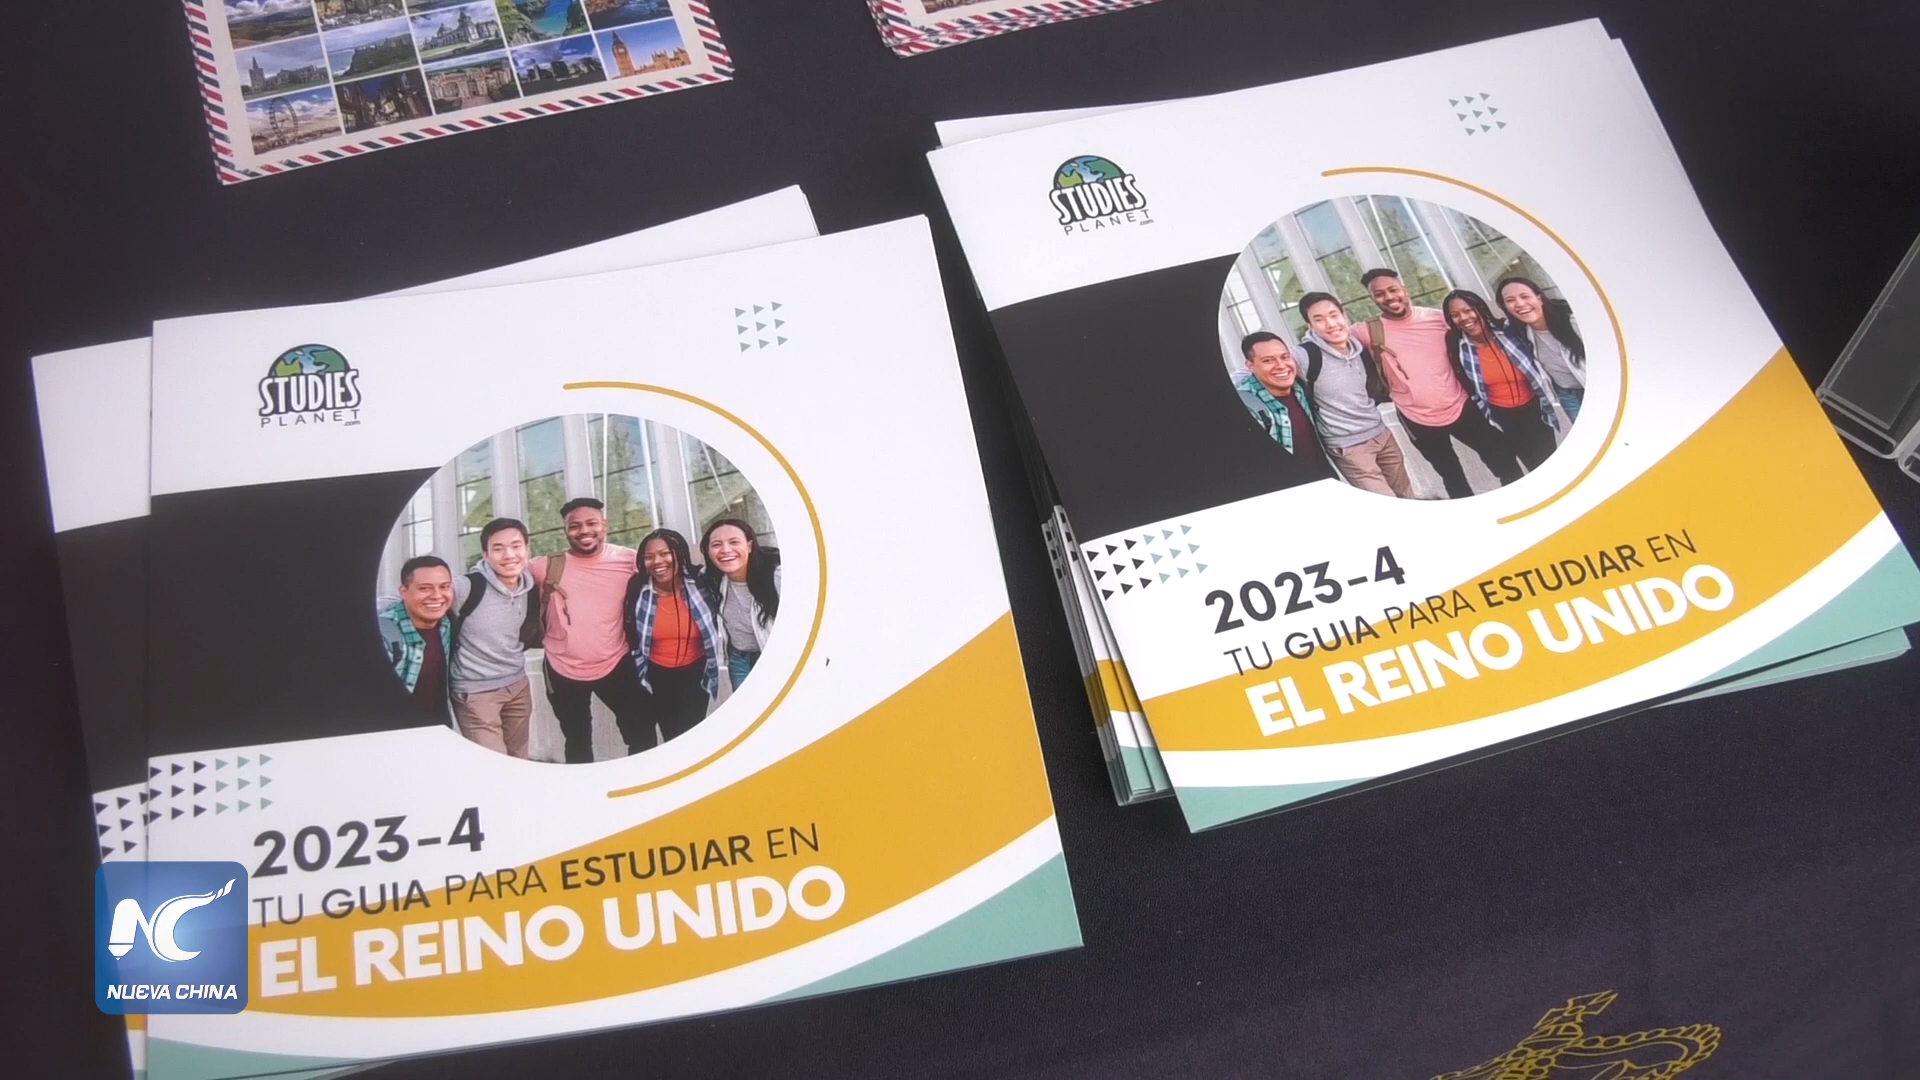 STUDIES
PLANET
.com
2023-4
TU GUIA PARA ESTUDIAR EN
EL REINO UNIDO
STUDIES
PLANET
.com
2023-4
TU GUIA PARA ESTUDIAR EN
EL REINO UNIDO
NC
NUEVA CHINA